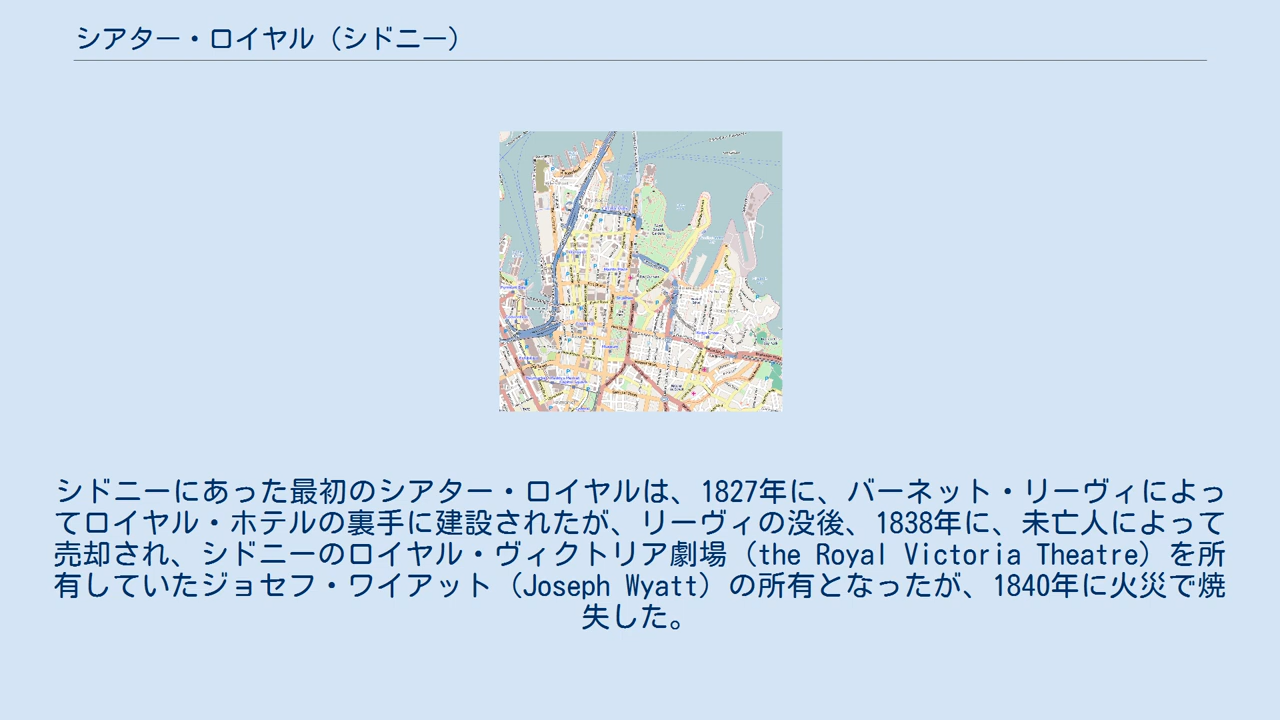 シアター・ロイヤル（シドニー）
シドニーにあった最初のシアター・ロイヤルは、1827年に、バーネット・リーヴィによっ
てロイヤル・ホテルの裏手に建設されたが、リーヴィの没後、1838年に、未亡人によって
売却され、シドニーのロイヤル・ヴィクトリア劇場（the Royal Victoria Theatre）を所
有していたジョセフ・ワイアット（Joseph Wyatt）の所有となったが、1840年に火災で焼
失した。